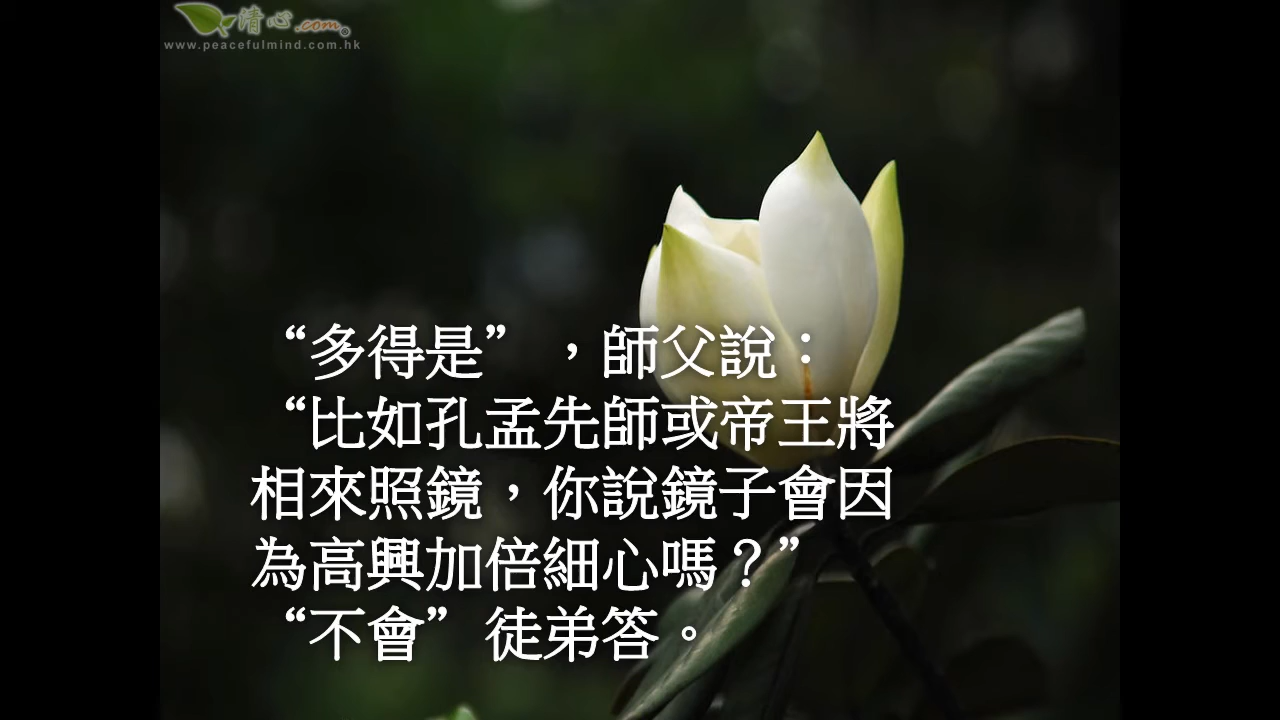 清心.com
www.peacefulmind.com.hk
“多得是”，師父說：
“比如孔孟先師或帝王將
相來照鏡，你說鏡子會因
為高興加倍細心嗎？”
“不會”徒弟答。